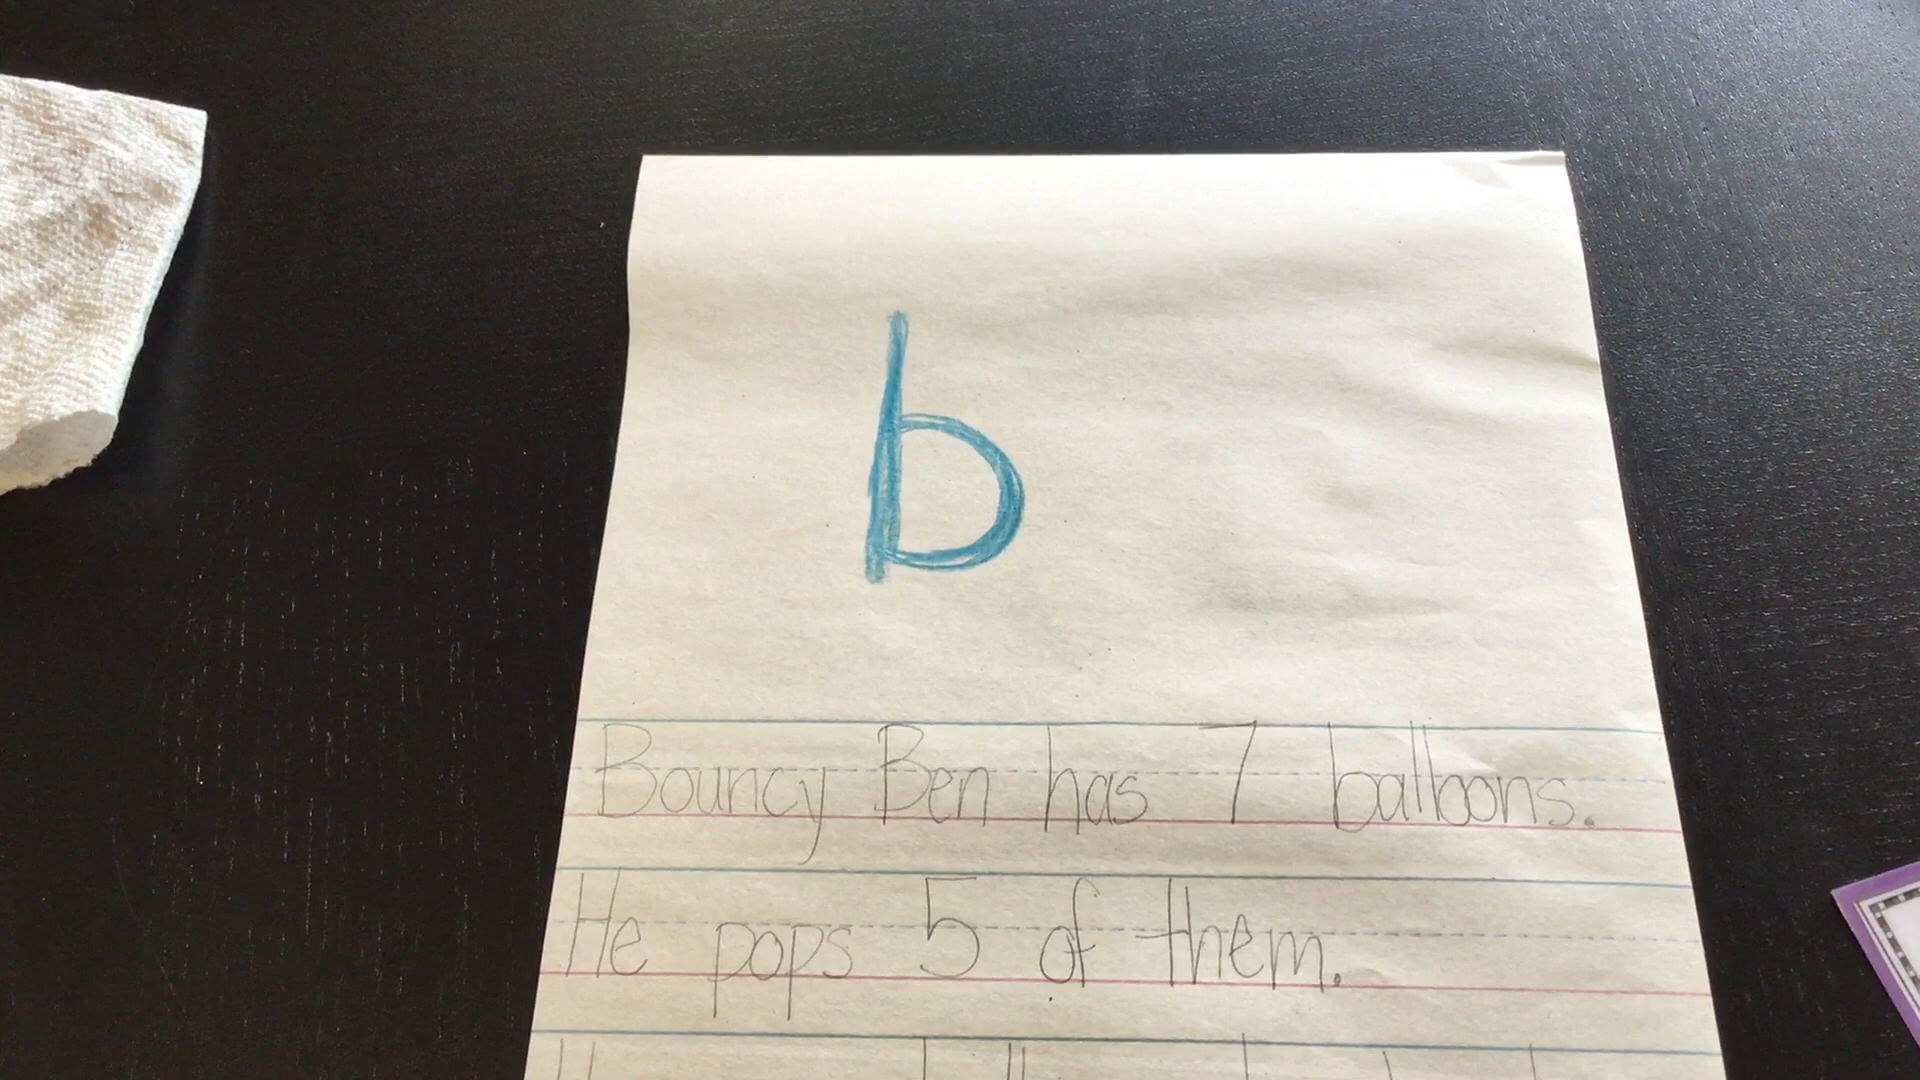 b
Bouncy Ben has 7 balloons.
He pops 5 of them.